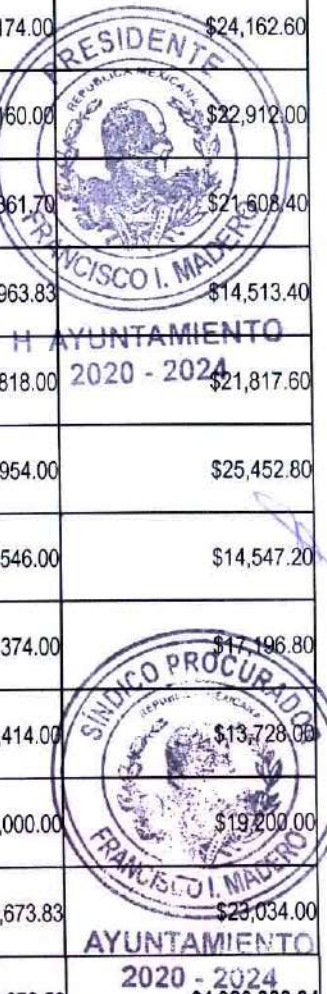 174.00 $24,162.60
PRESIDENTE
REPUBLICA MEXICANA
160.00 $22,912.00
361.70 $21,608.40
FRANCISCO I. MADERO
963.83 $14,513.40
H AYUNTAMIENTO
818.00 2020 - 2024 $21,817.60
954.00 $25,452.80
546.00 $14,547.20
374.00 $17,196.80
SÍNDICO PROCURADOR
,414.00 $13,728.00
,000.00 $19,200.00
FRANCISCO I. MADERO
,673.83 $23,034.00
AYUNTAMIENTO
2020 - 2024